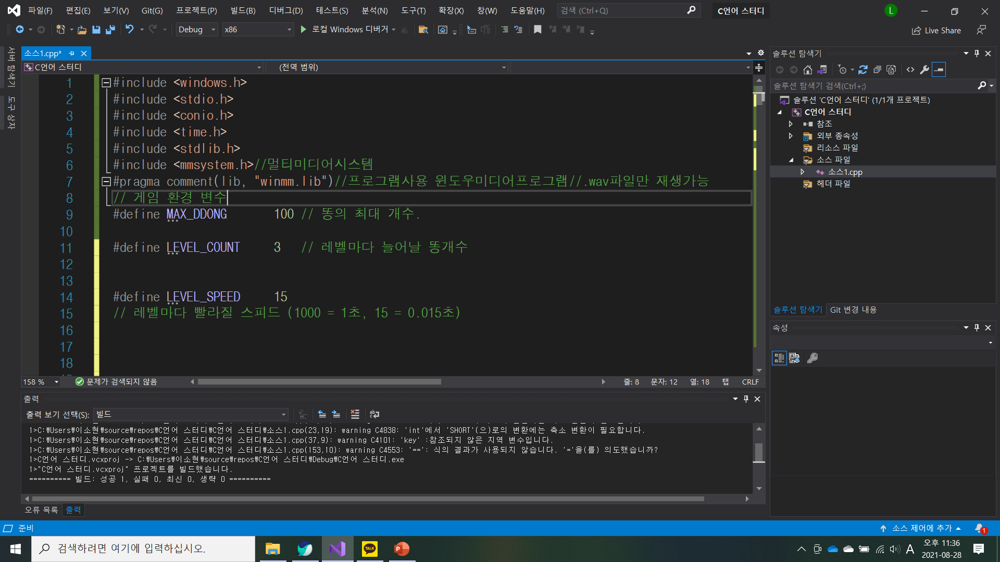 파일(F) 편집(E) 보기(V) Git(G) 프로젝트(P) 빌드(B) 디버그(D) 테스트(S) 분석(N) 도구(T) 확장(X) 창(W) 도움말(H) 검색 (Ctrl+Q) C언어 스터디 L
Debug x86 로컬 Windows 디버거 Live Share
서버 탐색기
도구 상자
소스1.cpp*
C언어 스터디 (전역 범위)
1 #include <windows.h>
2 #include <stdio.h>
3 #include <conio.h>
4 #include <time.h>
5 #include <stdlib.h>
6 #include <mmsystem.h>//멀티미디어시스템
7 #pragma comment(lib, "winmm.lib")//프로그램사용 윈도우미디어프로그램//.wav파일만 재생가능
8 // 게임 환경 변수
9 #define MAX_DDONG 100 // 똥의 최대 개수.
10
11 #define LEVEL_COUNT 3 // 레벨마다 늘어날 똥개수
12
13
14 #define LEVEL_SPEED 15
15 // 레벨마다 빨라질 스피드 (1000 = 1초, 15 = 0.015초)
16
17
18
158 % 문제가 검색되지 않음 줄: 8 문자: 12 열: 18 탭 CRLF
출력
출력 보기 선택(S): 빌드
1>C:\Users\이소현\source\repos\C언어 스터디\C언어 스터디\소스1.cpp(23,19): warning C4838: 'int'에서 'SHORT'(으)로의 변환에는 축소 변환이 필요합니다.
1>C:\Users\이소현\source\repos\C언어 스터디\C언어 스터디\소스1.cpp(37,9): warning C4101: 'key' :참조되지 않은 지역 변수입니다.
1>C:\Users\이소현\source\repos\C언어 스터디\C언어 스터디\소스1.cpp(153,10): warning C4553: '==': 식의 결과가 사용되지 않습니다. '='을(를) 의도했습니까?
1>C언어 스터디.vcxproj -> C:\Users\이소현\source\repos\C언어 스터디\Debug\C언어 스터디.exe
1>"C언어 스터디.vcxproj" 프로젝트를 빌드했습니다.
========== 빌드: 성공 1, 실패 0, 최신 0, 생략 0 ==========
오류 목록 출력
솔루션 탐색기
솔루션 탐색기 검색(Ctrl+;)
솔루션 'C언어 스터디' (1/1개 프로젝트)
C언어 스터디
참조
외부 종속성
리소스 파일
소스 파일
소스1.cpp
헤더 파일
솔루션 탐색기 Git 변경 내용
속성
준비 소스 제어에 추가 1
검색하려면 여기에 입력하십시오. TALK P A 오후 11:36
2021-08-28